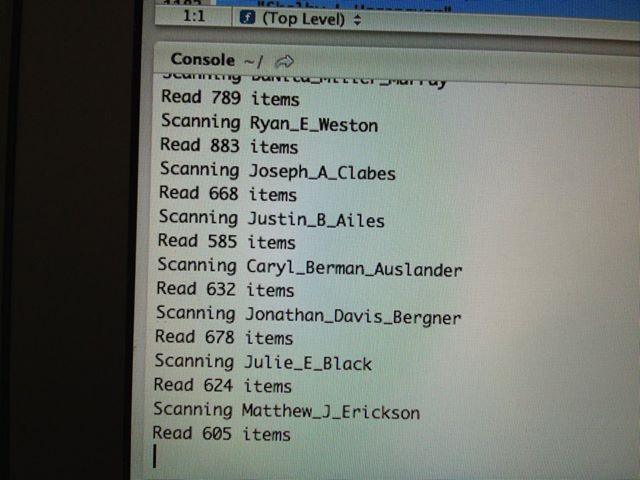 1:1 (Top Level)
Console ~/
Scanning
Read 789 items
Scanning Ryan_E_Weston
Read 883 items
Scanning Joseph_A_Clabes
Read 668 items
Scanning Justin_B_Ailes
Read 585 items
Scanning Caryl_Berman_Auslander
Read 632 items
Scanning Jonathan_Davis_Bergner
Read 678 items
Scanning Julie_E_Black
Read 624 items
Scanning Matthew_J_Erickson
Read 605 items